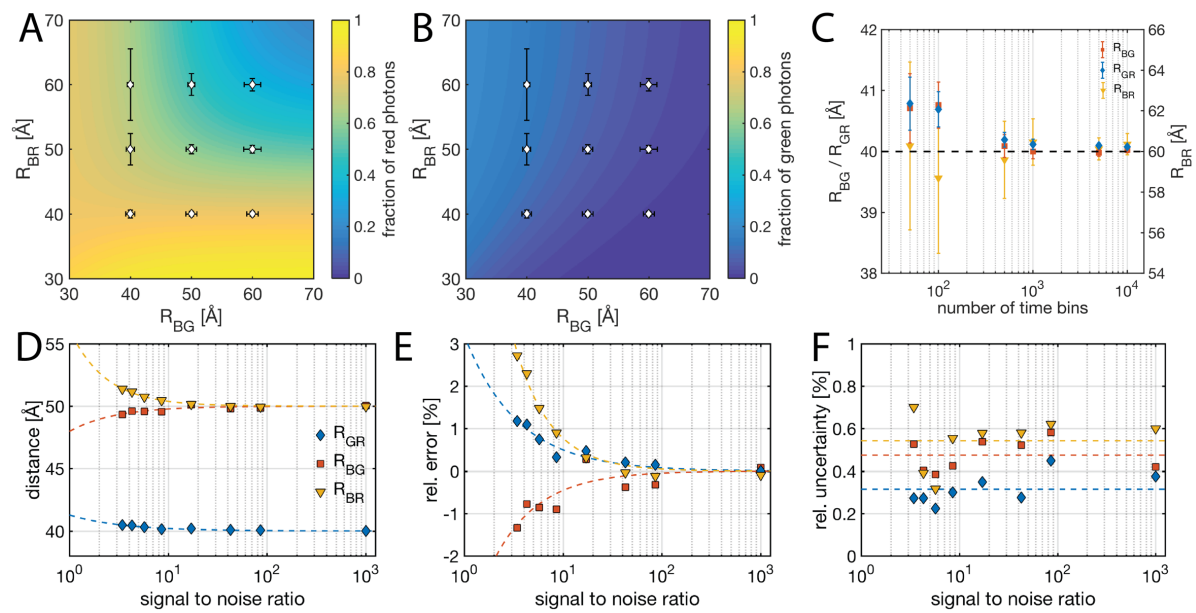 A
70
60
50
40
30
30 40 50 60 70
R_BR [Å]
R_BG [Å]
1
0.8
0.6
0.4
0.2
0
fraction of red photons
B
70
60
50
40
30
30 40 50 60 70
R_BR [Å]
R_BG [Å]
1
0.8
0.6
0.4
0.2
0
fraction of green photons
C
42
41
40
39
38
R_BG / R_GR [Å]
66
64
62
60
58
56
54
R_BR [Å]
R_BG
R_GR
R_BR
10^2 10^3 10^4
number of time bins
D
55
50
45
40
distance [Å]
R_GR
R_BG
R_BR
10^0 10^1 10^2 10^3
signal to noise ratio
E
3
2
1
0
-1
-2
rel. error [%]
10^0 10^1 10^2 10^3
signal to noise ratio
F
1
0.8
0.6
0.4
0.2
0
rel. uncertainty [%]
10^0 10^1 10^2 10^3
signal to noise ratio